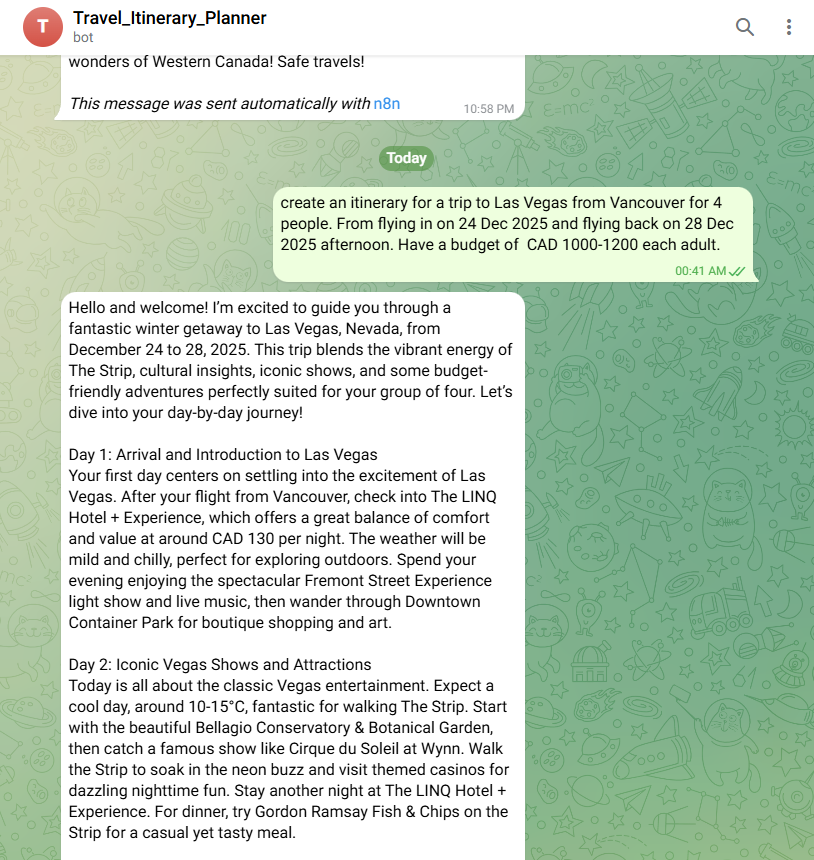 T
Travel_Itinerary_Planner
bot
wonders of Western Canada! Safe travels!
This message was sent automatically with n8n
10:58 PM
Today
create an itinerary for a trip to Las Vegas from Vancouver for 4
people. From flying in on 24 Dec 2025 and flying back on 28 Dec
2025 afternoon. Have a budget of  CAD 1000-1200 each adult.
00:41 AM
Hello and welcome! I’m excited to guide you through a
fantastic winter getaway to Las Vegas, Nevada, from
December 24 to 28, 2025. This trip blends the vibrant energy of
The Strip, cultural insights, iconic shows, and some budget-
friendly adventures perfectly suited for your group of four. Let’s
dive into your day-by-day journey!
Day 1: Arrival and Introduction to Las Vegas
Your first day centers on settling into the excitement of Las
Vegas. After your flight from Vancouver, check into The LINQ
Hotel + Experience, which offers a great balance of comfort
and value at around CAD 130 per night. The weather will be
mild and chilly, perfect for exploring outdoors. Spend your
evening enjoying the spectacular Fremont Street Experience
light show and live music, then wander through Downtown
Container Park for boutique shopping and art.
Day 2: Iconic Vegas Shows and Attractions
Today is all about the classic Vegas entertainment. Expect a
cool day, around 10-15°C, fantastic for walking The Strip. Start
with the beautiful Bellagio Conservatory & Botanical Garden,
then catch a famous show like Cirque du Soleil at Wynn. Walk
the Strip to soak in the neon buzz and visit themed casinos for
dazzling nighttime fun. Stay another night at The LINQ Hotel +
Experience. For dinner, try Gordon Ramsay Fish & Chips on the
Strip for a casual yet tasty meal.